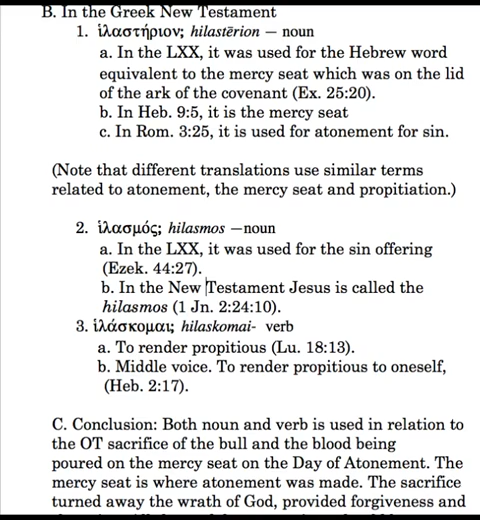 B. In the Greek New Testament
1. ἱλαστήριον; hilastērion – noun
a. In the LXX, it was used for the Hebrew word
equivalent to the mercy seat which was on the lid
of the ark of the covenant (Ex. 25:20).
b. In Heb. 9:5, it is the mercy seat
c. In Rom. 3:25, it is used for atonement for sin.
(Note that different translations use similar terms
related to atonement, the mercy seat and propitiation.)
2. ἱλασμός; hilasmos –noun
a. In the LXX, it was used for the sin offering
(Ezek. 44:27).
b. In the New Testament Jesus is called the
hilasmos (1 Jn. 2:24:10).
3. ἱλάσκομαι; hilaskomai- verb
a. To render propitious (Lu. 18:13).
b. Middle voice. To render propitious to oneself,
(Heb. 2:17).
C. Conclusion: Both noun and verb is used in relation to
the OT sacrifice of the bull and the blood being
poured on the mercy seat on the Day of Atonement. The
mercy seat is where atonement was made. The sacrifice
turned away the wrath of God, provided forgiveness and